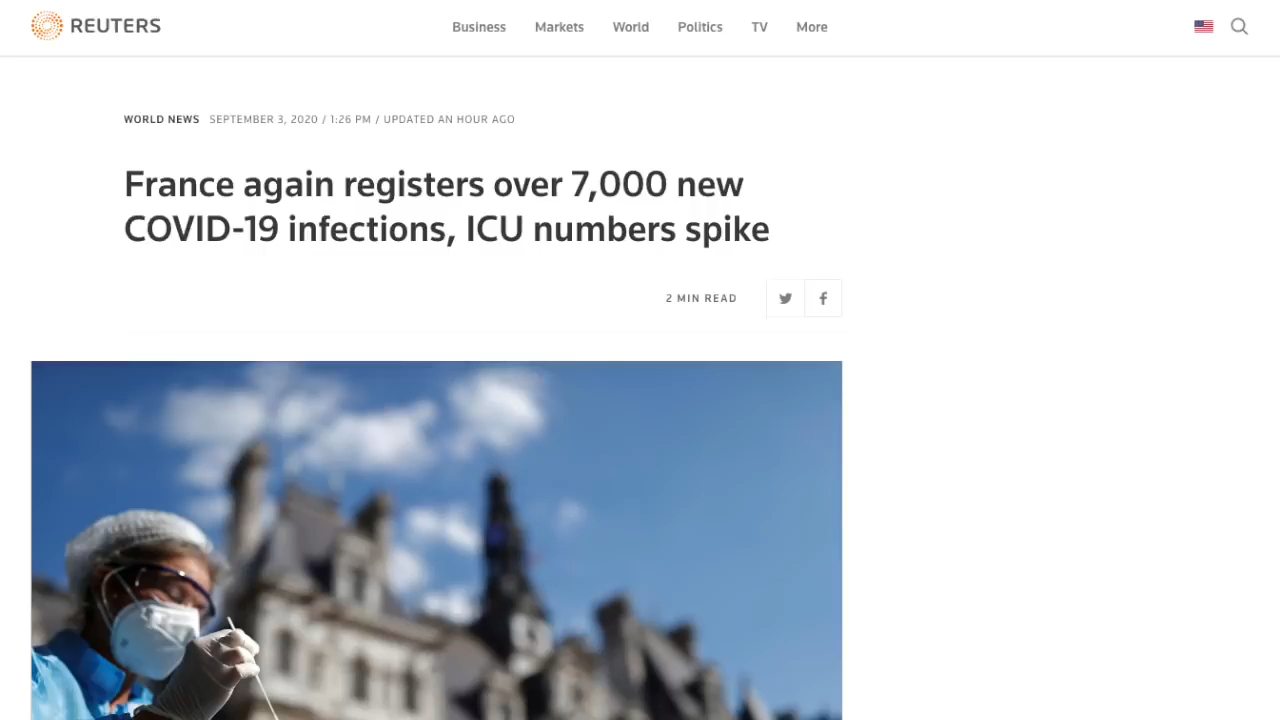 REUTERS
Business Markets World Politics TV More
WORLD NEWS SEPTEMBER 3, 2020 / 1:26 PM / UPDATED AN HOUR AGO
France again registers over 7,000 new
COVID-19 infections, ICU numbers spike
2 MIN READ